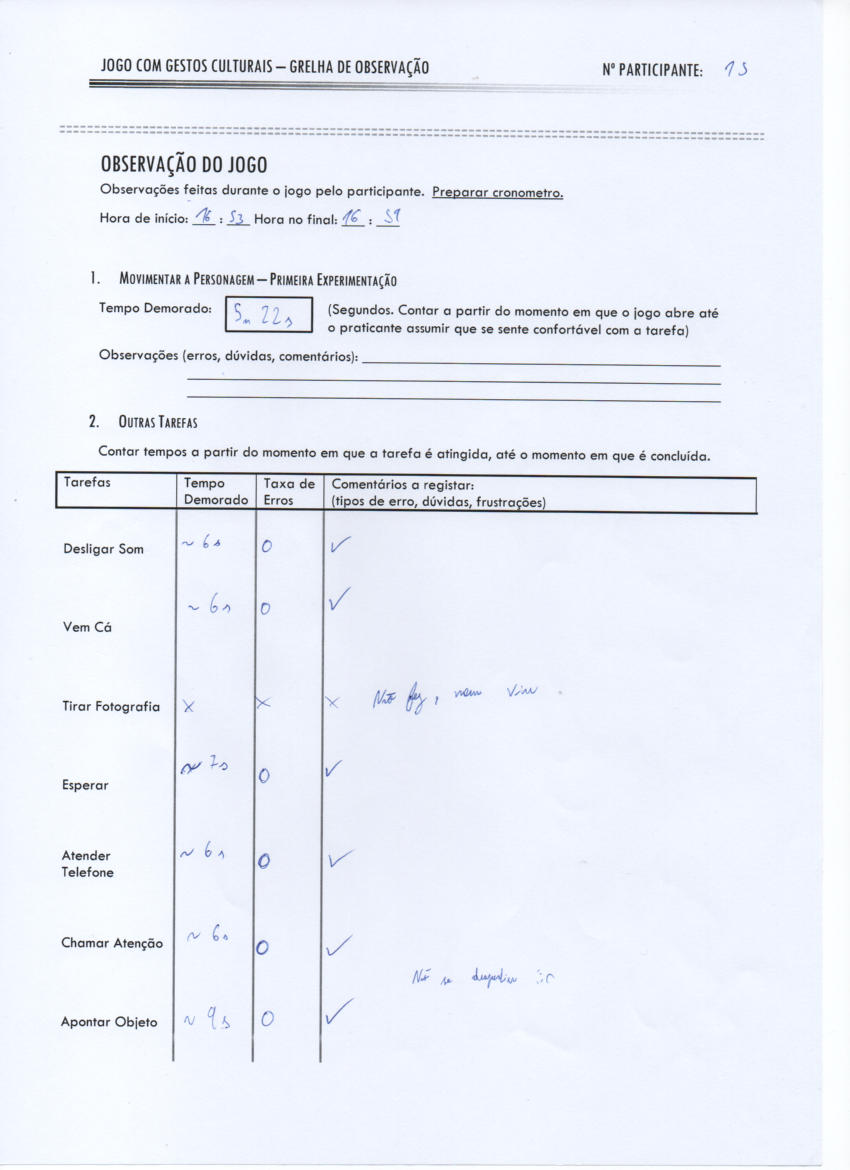 JOGO COM GESTOS CULTURAIS – GRELHA DE OBSERVAÇÃO Nº PARTICIPANTE: 15
OBSERVAÇÃO DO JOGO
Observações feitas durante o jogo pelo participante. Preparar cronometro.
Hora de início: 16 : 53 Hora no final: 16 : 59
1. MOVIMENTAR A PERSONAGEM – PRIMEIRA EXPERIMENTAÇÃO
Tempo Demorado: 5m 22s (Segundos. Contar a partir do momento em que o jogo abre até
o praticante assumir que se sente confortável com a tarefa)
Observações (erros, dúvidas, comentários):
2. OUTRAS TAREFAS
Contar tempos a partir do momento em que a tarefa é atingida, até o momento em que é concluída.
Tarefas Tempo Taxa de Comentários a registar:
Demorado Erros (tipos de erro, dúvidas, frustrações)
Desligar Som ~ 6s 0 ✓
Vem Cá ~ 6s 0 ✓
Tirar Fotografia X X X Não fez, nem viu.
Esperar ~ 7s 0 ✓
Atender ~ 6s 0 ✓
Telefone
Chamar Atenção ~ 6s 0 ✓
Não se
Apontar Objeto ~ 9s 0 ✓